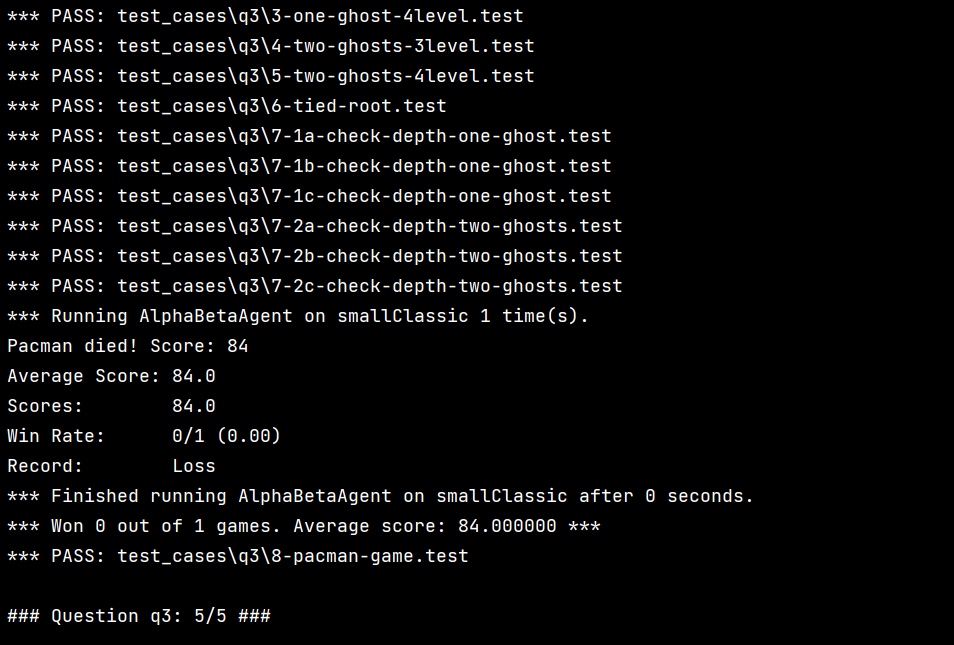 *** PASS: test_cases\q3\3-one-ghost-4level.test
*** PASS: test_cases\q3\4-two-ghosts-3level.test
*** PASS: test_cases\q3\5-two-ghosts-4level.test
*** PASS: test_cases\q3\6-tied-root.test
*** PASS: test_cases\q3\7-1a-check-depth-one-ghost.test
*** PASS: test_cases\q3\7-1b-check-depth-one-ghost.test
*** PASS: test_cases\q3\7-1c-check-depth-one-ghost.test
*** PASS: test_cases\q3\7-2a-check-depth-two-ghosts.test
*** PASS: test_cases\q3\7-2b-check-depth-two-ghosts.test
*** PASS: test_cases\q3\7-2c-check-depth-two-ghosts.test
*** Running AlphaBetaAgent on smallClassic 1 time(s).
Pacman died! Score: 84
Average Score: 84.0
Scores:        84.0
Win Rate:      0/1 (0.00)
Record:        Loss
*** Finished running AlphaBetaAgent on smallClassic after 0 seconds.
*** Won 0 out of 1 games. Average score: 84.000000 ***
*** PASS: test_cases\q3\8-pacman-game.test

### Question q3: 5/5 ###